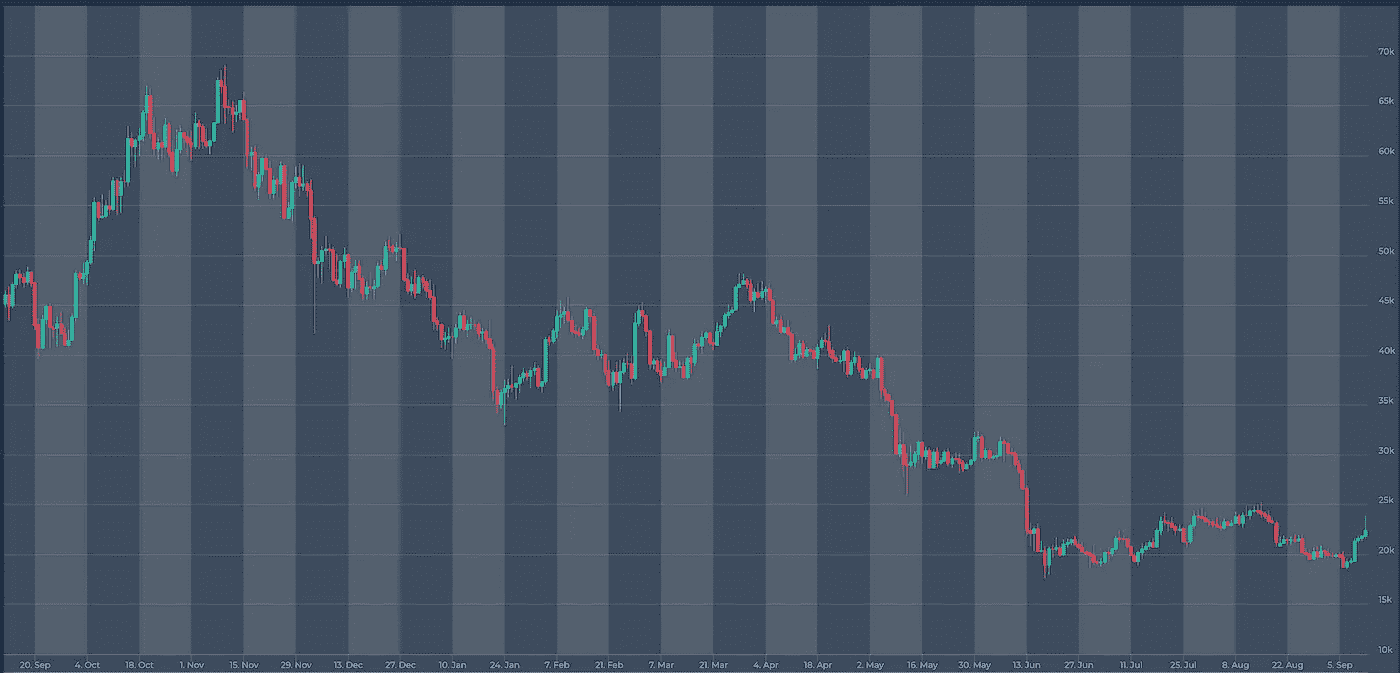 70k
65k
60k
55k
50k
45k
40k
35k
30k
25k
20k
15k
10k
20. Sep 4. Oct 18. Oct 1. Nov 15. Nov 29. Nov 13. Dec 27. Dec 10. Jan 24. Jan 7. Feb 21. Feb 7. Mar 21. Mar 4. Apr 18. Apr 2. May 16. May 30. May 13. Jun 27. Jun 11. Jul 25. Jul 8. Aug 22. Aug 5. Sep